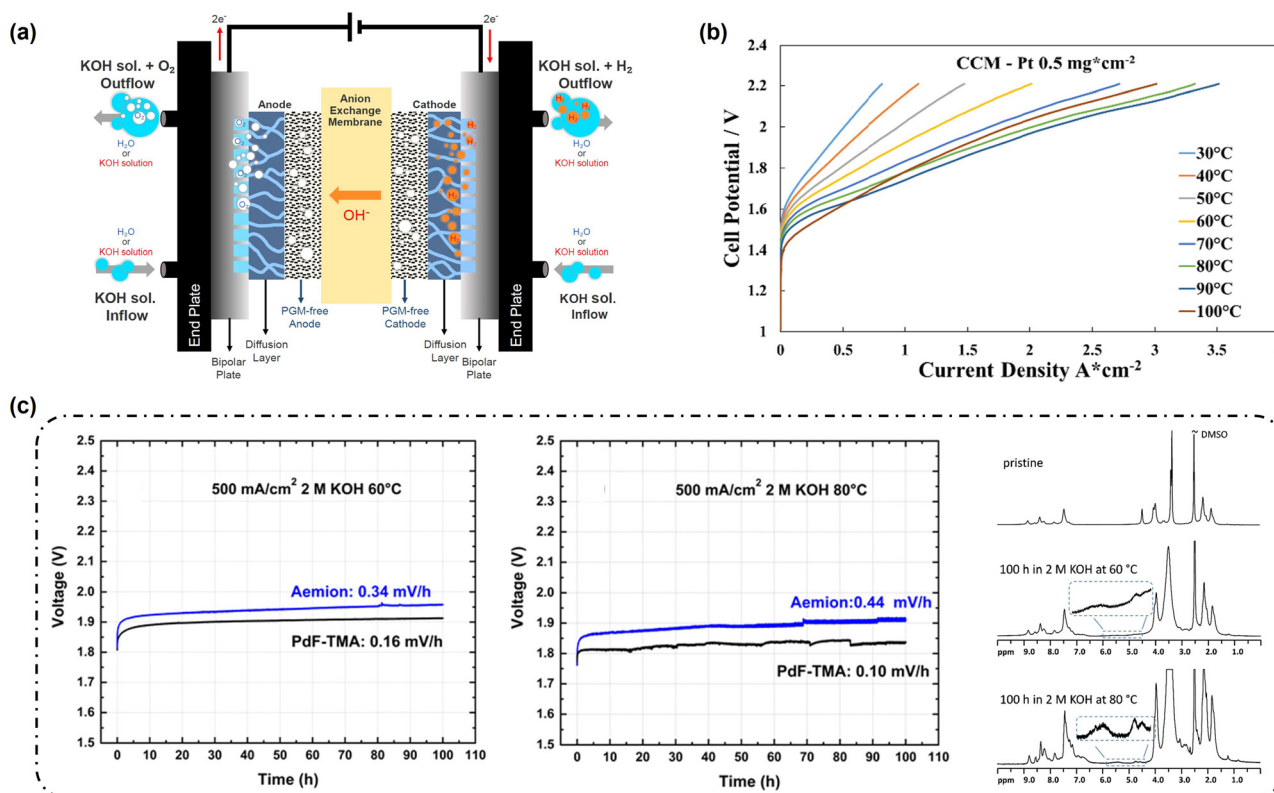 (a)
2e-
2e-
KOH sol. + O₂
Outflow
KOH sol. + H₂
Outflow
Anode
Anion
Exchange
Membrane
Cathode
O₂
O₂
O₂
O₂
H₂
H₂
H₂
H₂
H₂
H₂
H₂
H₂O
or
KOH solution
H₂O
or
KOH solution
OH⁻
H₂O
or
KOH solution
H₂O
or
KOH solution
KOH sol.
Inflow
KOH sol.
Inflow
End Plate
End Plate
PGM-free
Anode
PGM-free
Cathode
Diffusion
Layer
Diffusion
Layer
Bipolar
Plate
Bipolar
Plate
(b)
CCM - Pt 0.5 mg*cm⁻²
Cell Potential / V
2.4
2.2
2
1.8
1.6
1.4
1.2
1
0 0.5 1 1.5 2 2.5 3 3.5
Current Density A*cm⁻²
30°C
40°C
50°C
60°C
70°C
80°C
90°C
100°C
(c)
Voltage (V)
2.5
2.4
2.3
2.2
2.1
2.0
1.9
1.8
1.7
1.6
1.5
500 mA/cm² 2 M KOH 60°C
Aemion: 0.34 mV/h
PdF-TMA: 0.16 mV/h
0 10 20 30 40 50 60 70 80 90 100 110
Time (h)
Voltage (V)
2.5
2.4
2.3
2.2
2.1
2.0
1.9
1.8
1.7
1.6
1.5
500 mA/cm² 2 M KOH 80°C
Aemion:0.44 mV/h
PdF-TMA: 0.10 mV/h
0 10 20 30 40 50 60 70 80 90 100 110
Time (h)
~ DMSO
pristine
100 h in 2 M KOH at 60 °C
ppm 9.0 8.0 7.0 6.0 5.0 4.0 3.0 2.0 1.0
100 h in 2 M KOH at 80 °C
ppm 9.0 8.0 7.0 6.0 5.0 4.0 3.0 2.0 1.0